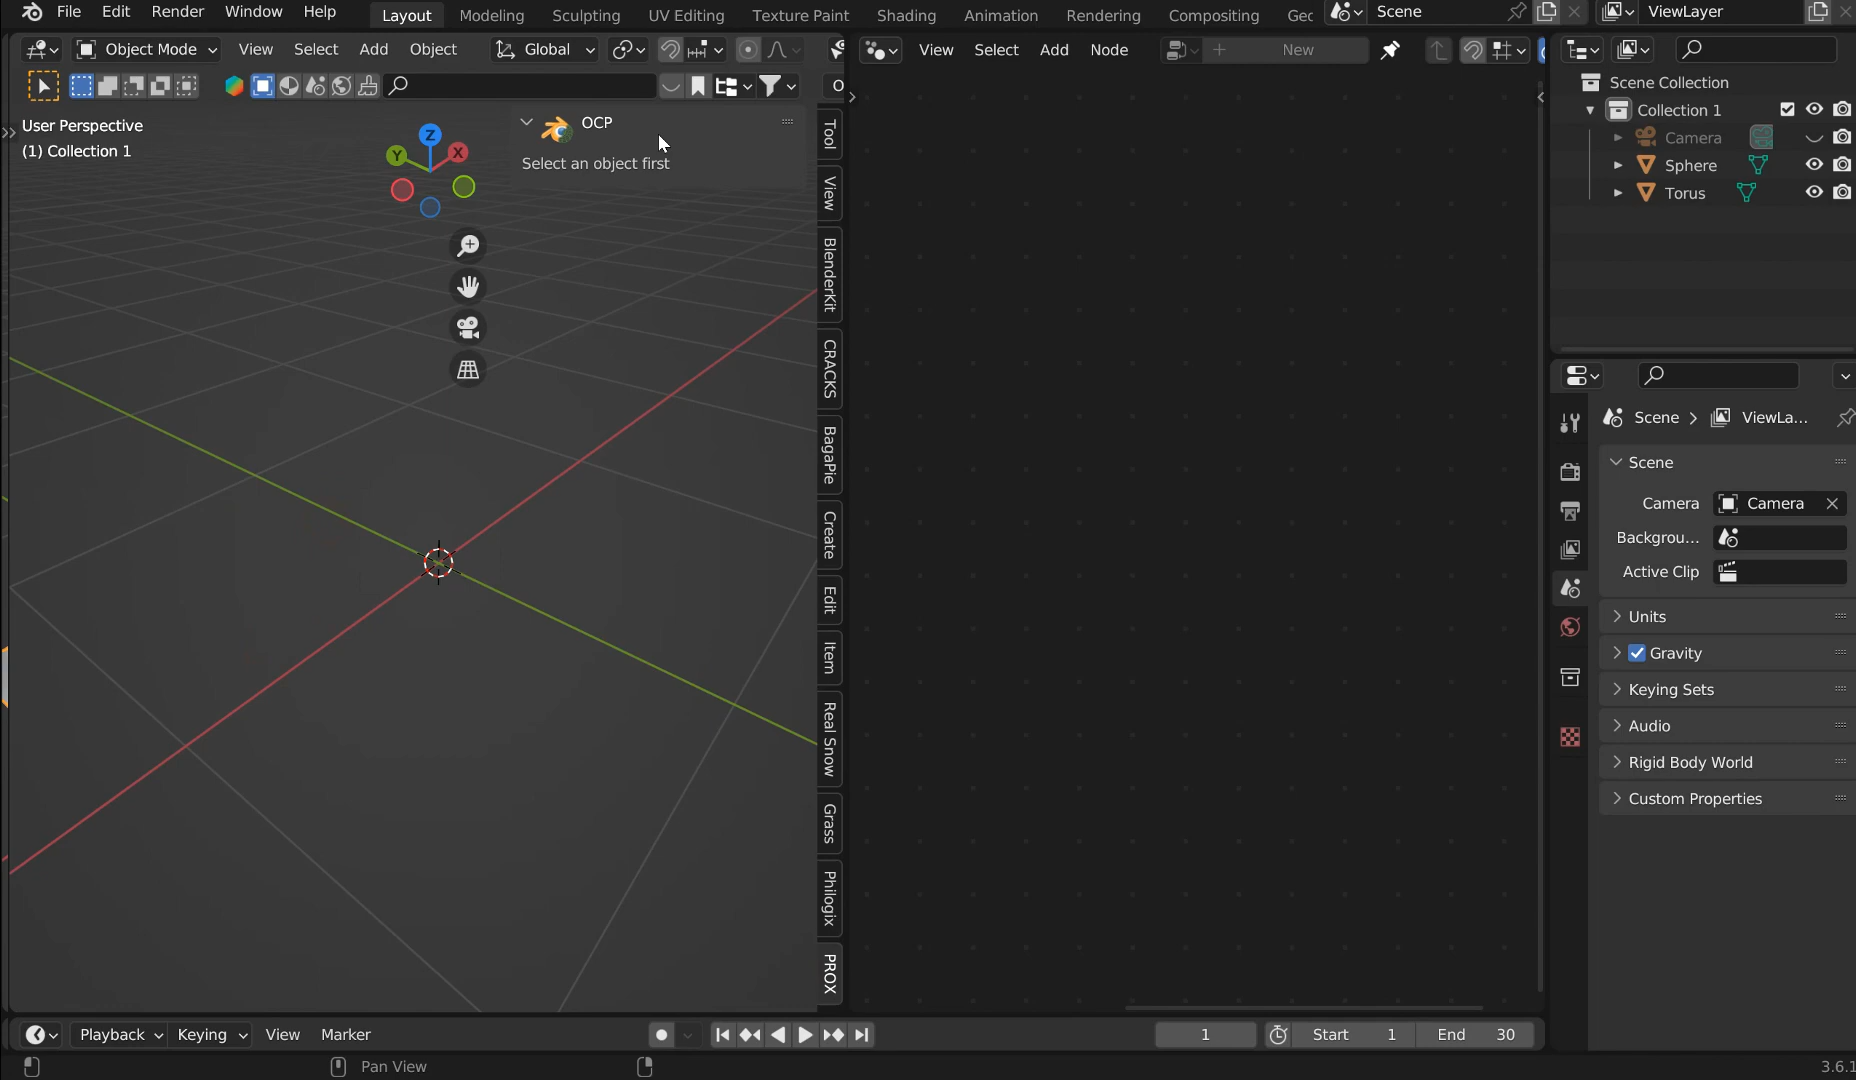 File Edit Render Window Help Layout Modeling Sculpting UV Editing Texture Paint Shading Animation Rendering Compositing Scene ViewLayer
Object Mode View Select Add Object Global View Select Add Node New
User Perspective
(1) Collection 1
OCP
Select an object first
Z
Y
X
Tool
View
BlenderKit
CRACKS
BagaPie
Create
Edit
Item
Real Snow
Grass
Philogix
PROX
Scene Collection
Collection 1
Camera
Sphere
Torus
Scene > ViewLa...
Scene
Camera Camera
Backgrou...
Active Clip
Units
Gravity
Keying Sets
Audio
Rigid Body World
Custom Properties
Playback Keying View Marker 1 Start 1 End 30
Pan View 3.6.1